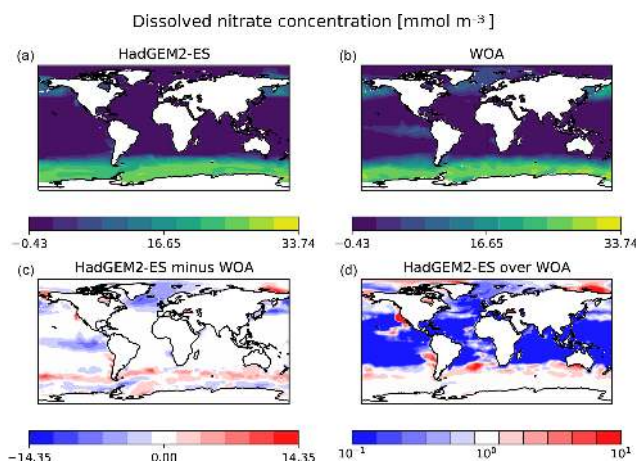 Dissolved nitrate concentration [mmol m⁻³]
(a) HadGEM2-ES
(b) WOA
−0.43 16.65 33.74
−0.43 16.65 33.74
(c) HadGEM2-ES minus WOA
(d) HadGEM2-ES over WOA
−14.35 0.00 14.35
10⁻¹ 10⁰ 10¹